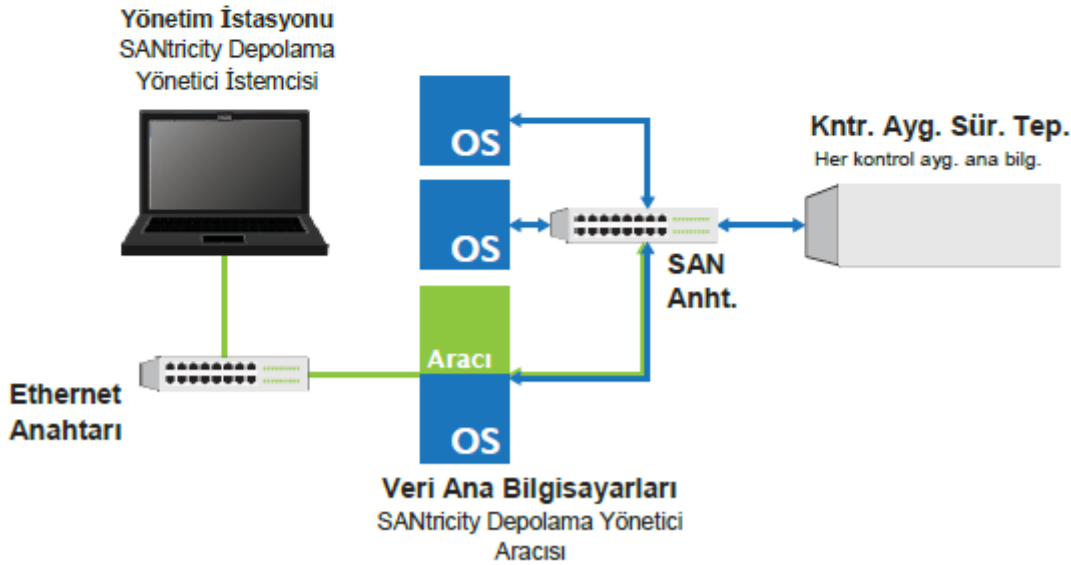 Yönetim İstasyonu
SANtricity Depolama
Yönetici İstemcisi
OS
OS
Aracı
OS
Kntr. Ayg. Sür. Tep.
Her kontrol ayg. ana bilg.
SAN
Anht.
Ethernet
Anahtarı
Veri Ana Bilgisayarları
SANtricity Depolama Yönetici
Aracısı